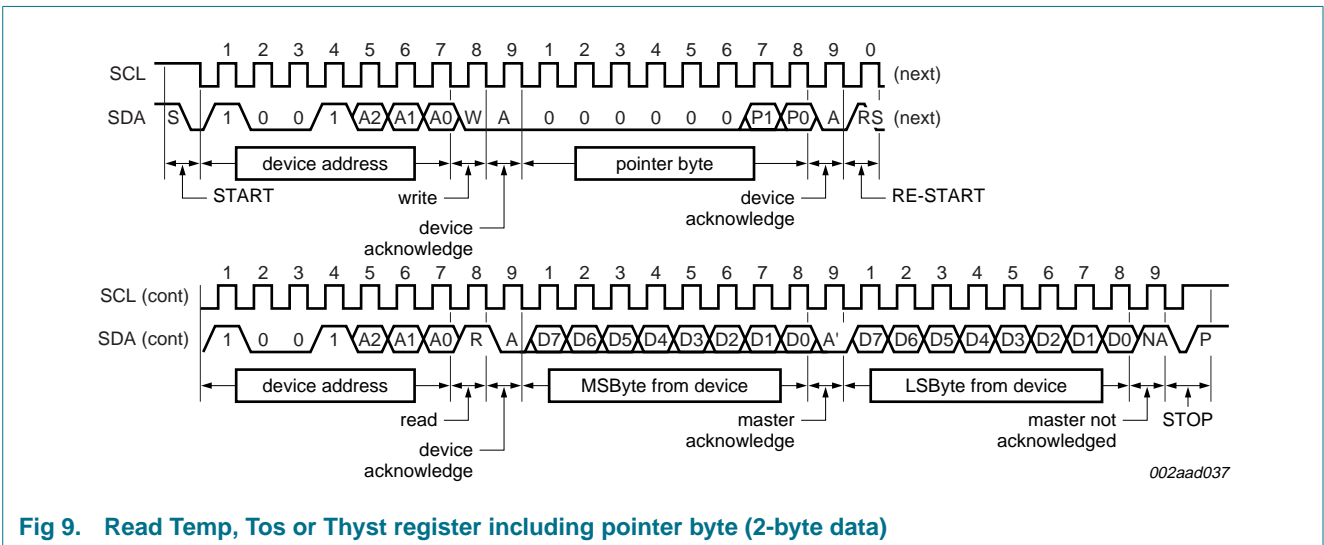 1 2 3 4 5 6 7 8 9 1 2 3 4 5 6 7 8 9 0
SCL (next)
SDA S 1 0 0 1 A2 A1 A0 W A 0 0 0 0 0 0 P1 P0 A RS (next)
device address pointer byte
START write device RE-START
acknowledge
device
acknowledge
1 2 3 4 5 6 7 8 9 1 2 3 4 5 6 7 8 9 1 2 3 4 5 6 7 8 9
SCL (cont)
SDA (cont) 1 0 0 1 A2 A1 A0 R A D7 D6 D5 D4 D3 D2 D1 D0 A' D7 D6 D5 D4 D3 D2 D1 D0 NA P
device address MSByte from device LSByte from device
read master master not STOP
acknowledge acknowledged
device
acknowledge
002aad037
Fig 9. Read Temp, Tos or Thyst register including pointer byte (2-byte data)